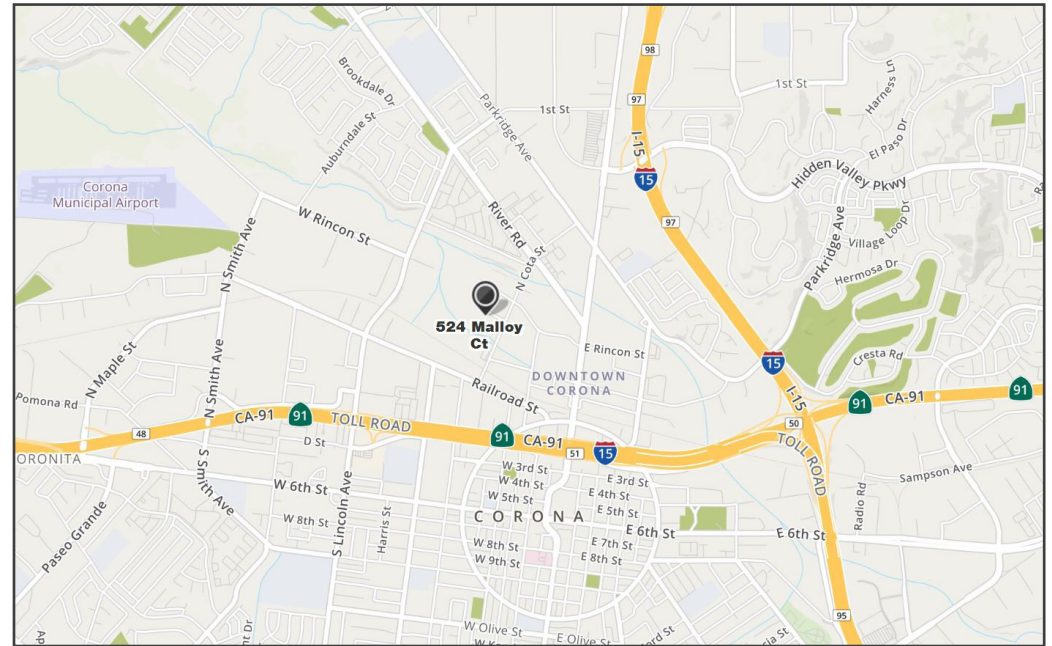 98
Brookdale Dr
Parkridge Ave
1st St
97
1st St
Harness Ln
I-15
Auburndale St
El Paso Dr
Hidden Valley Pkwy
15
Corona
Municipal Airport
W Rincon St
River Rd
97
Parkridge Ave
Village Loop Dr
N Smith Ave
N Cota St
Hermosa Dr
524 Malloy
Ct
E Rincon St
Cresta Rd
N Maple St
N Smith Ave
DOWNTOWN
CORONA
15
Railroad St
I-15
Pomona Rd
CA-91
91
TOLL ROAD
91
CA-91
91
48
D St
91
CA-91
51
15
50
TOLL ROAD
ORONITA
S Smith Ave
W 6th St
S Lincoln Ave
W 3rd St
E 3rd St
W 4th St
E 4th St
W 5th St
E 5th St
Sampson Ave
Radio Rd
W 8th St
Harris St
CORONA
E 6th St
E 6th St
Paseo Grande
W 8th St
E 7th St
W 9th St
E 8th St
95
W Olive St
E Olive St